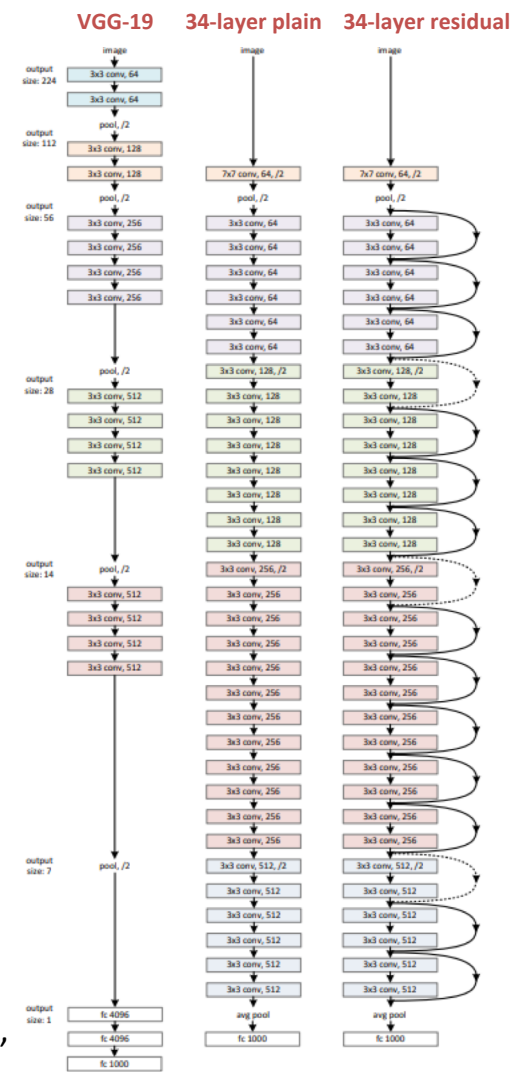 VGG-19
34-layer plain
34-layer residual
output
size: 224
output
size: 112
output
size: 56
output
size: 28
output
size: 14
output
size: 7
output
size: 1
,
image
3x3 conv, 64
3x3 conv, 64
pool, /2
3x3 conv, 128
3x3 conv, 128
pool, /2
3x3 conv, 256
3x3 conv, 256
3x3 conv, 256
3x3 conv, 256
pool, /2
3x3 conv, 512
3x3 conv, 512
3x3 conv, 512
3x3 conv, 512
pool, /2
3x3 conv, 512
3x3 conv, 512
3x3 conv, 512
3x3 conv, 512
pool, /2
fc 4096
fc 4096
fc 1000
image
7x7 conv, 64, /2
pool, /2
3x3 conv, 64
3x3 conv, 64
3x3 conv, 64
3x3 conv, 64
3x3 conv, 64
3x3 conv, 64
3x3 conv, 128, /2
3x3 conv, 128
3x3 conv, 128
3x3 conv, 128
3x3 conv, 128
3x3 conv, 128
3x3 conv, 128
3x3 conv, 128
3x3 conv, 256, /2
3x3 conv, 256
3x3 conv, 256
3x3 conv, 256
3x3 conv, 256
3x3 conv, 256
3x3 conv, 256
3x3 conv, 256
3x3 conv, 256
3x3 conv, 256
3x3 conv, 256
3x3 conv, 256
3x3 conv, 512, /2
3x3 conv, 512
3x3 conv, 512
3x3 conv, 512
3x3 conv, 512
3x3 conv, 512
avg pool
fc 1000
image
7x7 conv, 64, /2
pool, /2
3x3 conv, 64
3x3 conv, 64
3x3 conv, 64
3x3 conv, 64
3x3 conv, 64
3x3 conv, 64
3x3 conv, 128, /2
3x3 conv, 128
3x3 conv, 128
3x3 conv, 128
3x3 conv, 128
3x3 conv, 128
3x3 conv, 128
3x3 conv, 128
3x3 conv, 256, /2
3x3 conv, 256
3x3 conv, 256
3x3 conv, 256
3x3 conv, 256
3x3 conv, 256
3x3 conv, 256
3x3 conv, 256
3x3 conv, 256
3x3 conv, 256
3x3 conv, 256
3x3 conv, 256
3x3 conv, 512, /2
3x3 conv, 512
3x3 conv, 512
3x3 conv, 512
3x3 conv, 512
3x3 conv, 512
avg pool
fc 1000